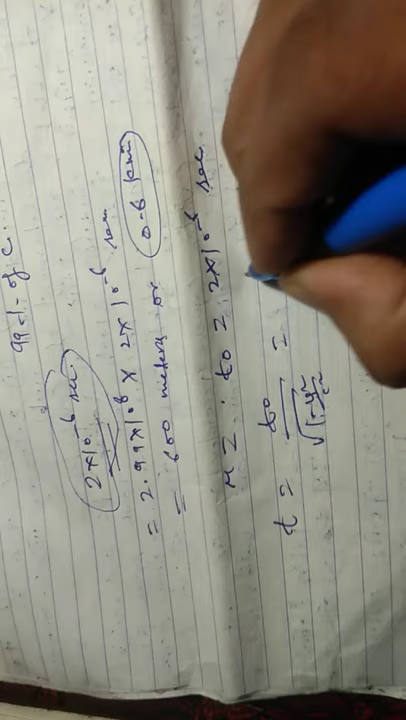 99 % of c.
2 × 10⁻⁶ sec
= 2.99 × 10⁸ × 2 × 10⁻⁶ sec
= 600 meters or 0.6 km
t₀ = 2 × 10⁻⁶ sec
t = t₀ / √(1 - v²/c²) =